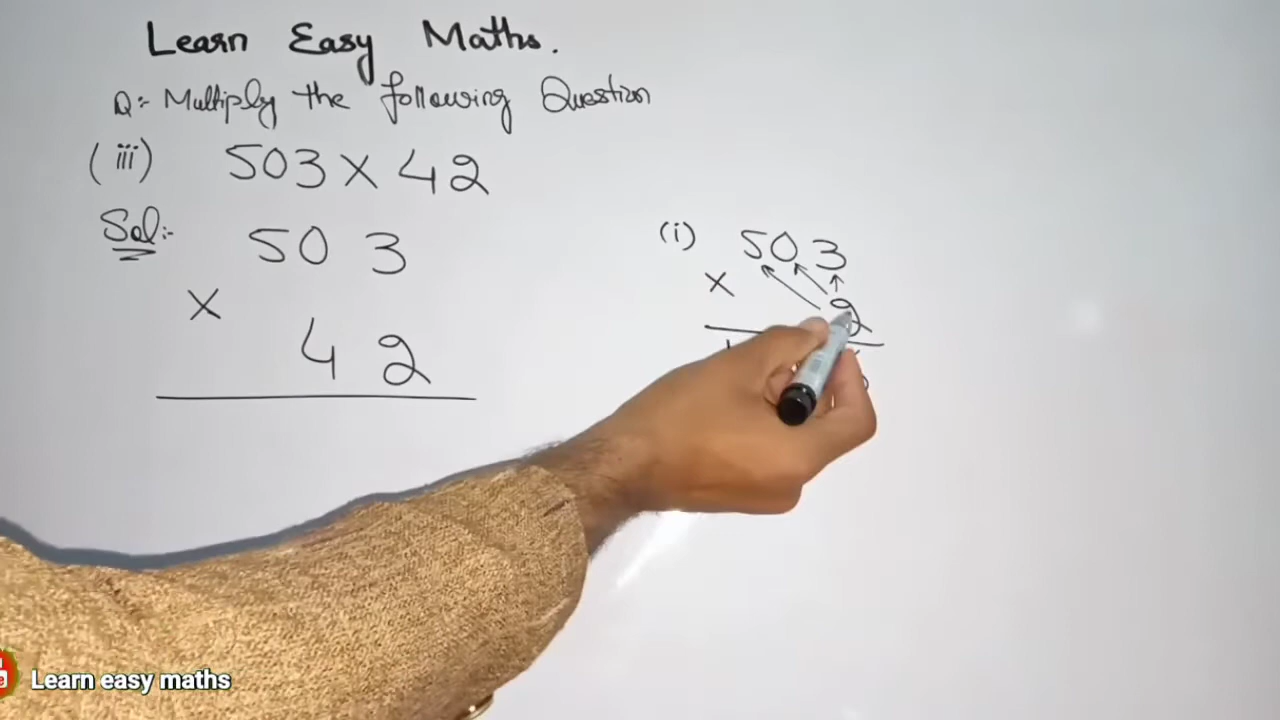 Learn Easy Maths.
Q:- Multiply the following Question
(iii) 503 × 42
Sol:- 503
× 42
(i) 503
× 2
Learn easy maths